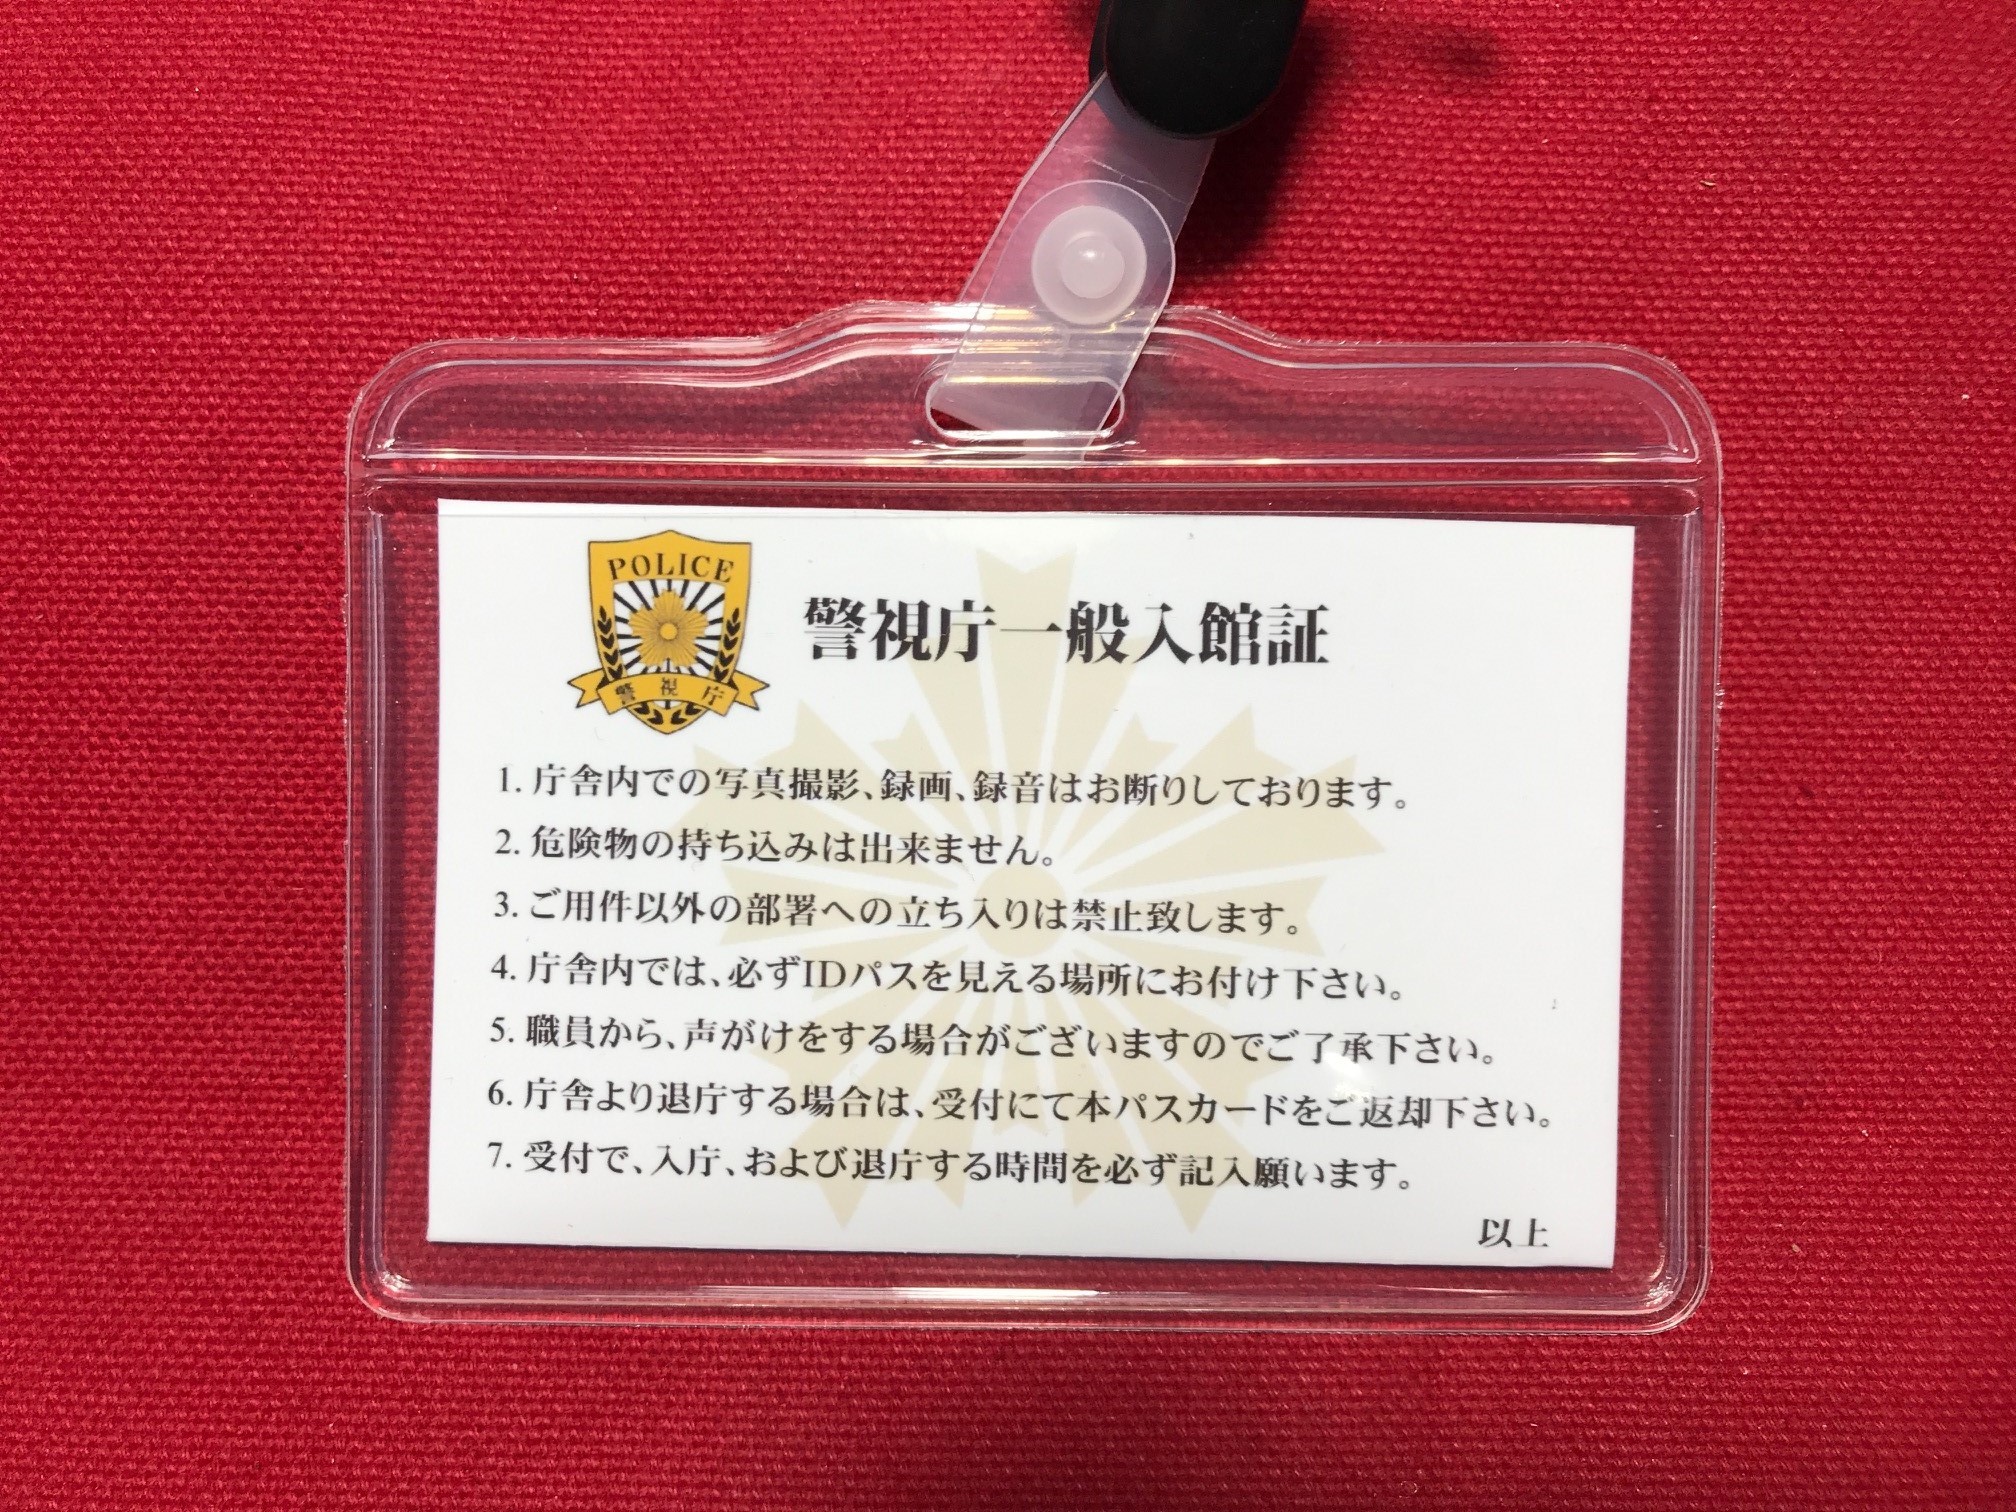 POLICE
警視庁
警視庁一般入館証
1. 庁舎内での写真撮影、録画、録音はお断りしております。
2. 危険物の持ち込みは出来ません。
3. ご用件以外の部署への立ち入りは禁止致します。
4. 庁舎内では、必ずIDパスを見える場所にお付け下さい。
5. 職員から、声がけをする場合がございますのでご了承下さい。
6. 庁舎より退庁する場合は、受付にて本パスカードをご返却下さい。
7. 受付で、入庁、および退庁する時間を必ず記入願います。
以上